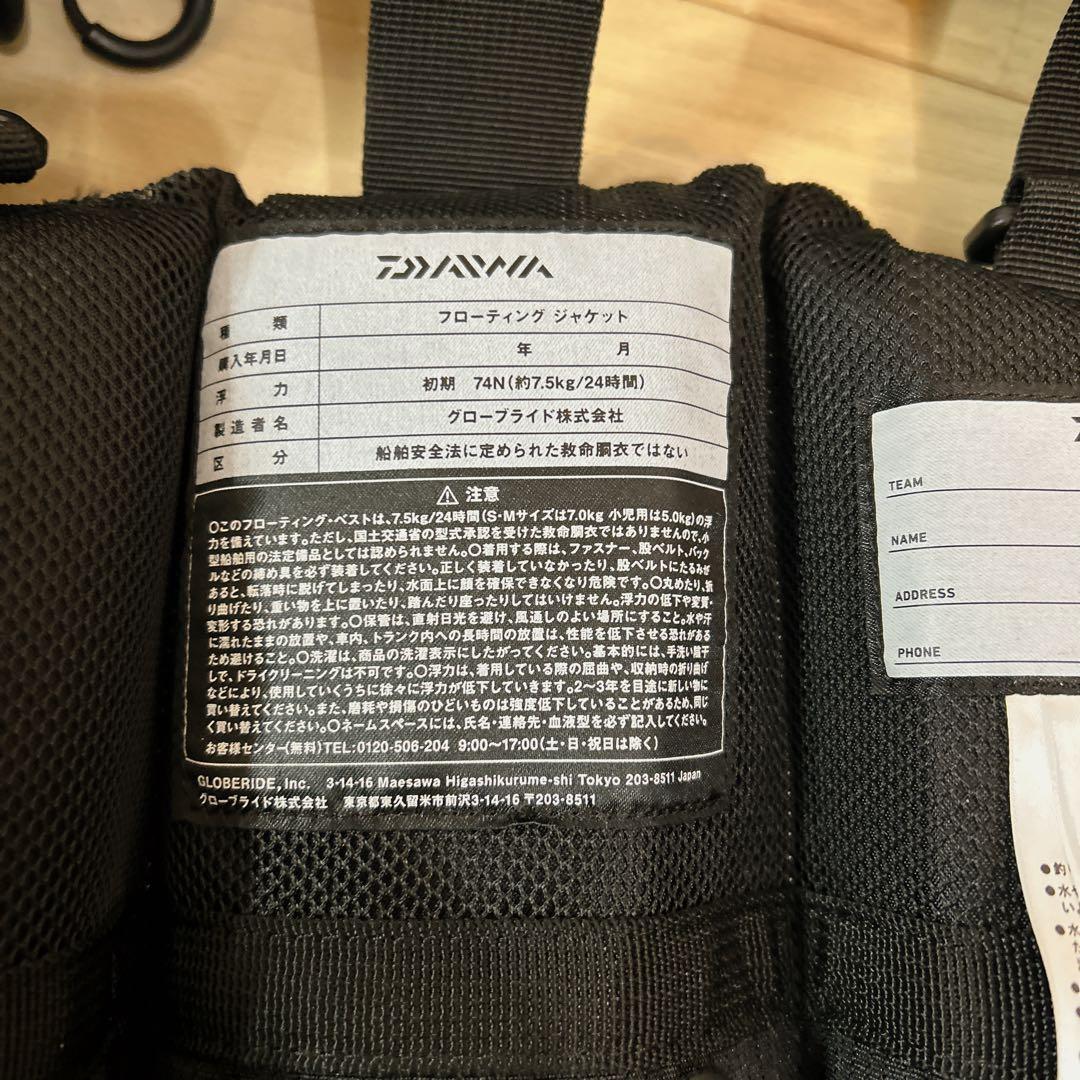 DAIWA
種類 フローティング ジャケット
購入年月日 年 月
浮力 初期 74N(約7.5kg/24時間)
製造者名 グローブライド株式会社
区分 船舶安全法に定められた救命胴衣ではない
⚠ 注意
○このフローティング・ベストは、7.5kg/24時間(S・Mサイズは7.0kg 小児用は5.0kg)の浮
力を備えています。ただし、国土交通省の型式承認を受けた救命胴衣ではありませんので、小
型船舶用の法定備品としては認められません。○着用する際は、ファスナー、股ベルト、バック
ルなどの締め具を必ず装着してください。正しく装着していなかったり、股ベルトにたるみが
あると、転落時に脱げてしまったり、水面上に顔を確保できなくなり危険です。○丸めたり、折
り曲げたり、重い物を上に置いたり、踏んだり座ったりしてはいけません。浮力の低下や変質・
変形する恐れがあります。○保管は、直射日光を避け、風通しのよい場所にすること。水や汗
に濡れたままの放置や、車内、トランク内への長時間の放置は、性能を低下させる恐れがある
ため避けること。○洗濯は、商品の洗濯表示にしたがってください。基本的には、手洗い陰干
しで、ドライクリーニングは不可です。○浮力は、着用している際の屈曲や、収納時の折り曲げ
などにより、使用していくうちに徐々に浮力が低下していきます。2〜3年を目途に新しい物に
買い替えてください。また、磨耗や損傷のひどいものは強度低下していることがあるため、同じ
く買い替えてください。○ネームスペースには、氏名・連絡先・血液型を必ず記入してください。
お客様センター(無料)TEL:0120-506-204 9:00〜17:00(土・日・祝日は除く)
GLOBERIDE, Inc. 3-14-16 Maesawa Higashikurume-shi Tokyo 203-8511 Japan
グローブライド株式会社 東京都東久留米市前沢3-14-16 〒203-8511
TEAM
NAME
ADDRESS
PHONE
●釣
●水
い
●水
た